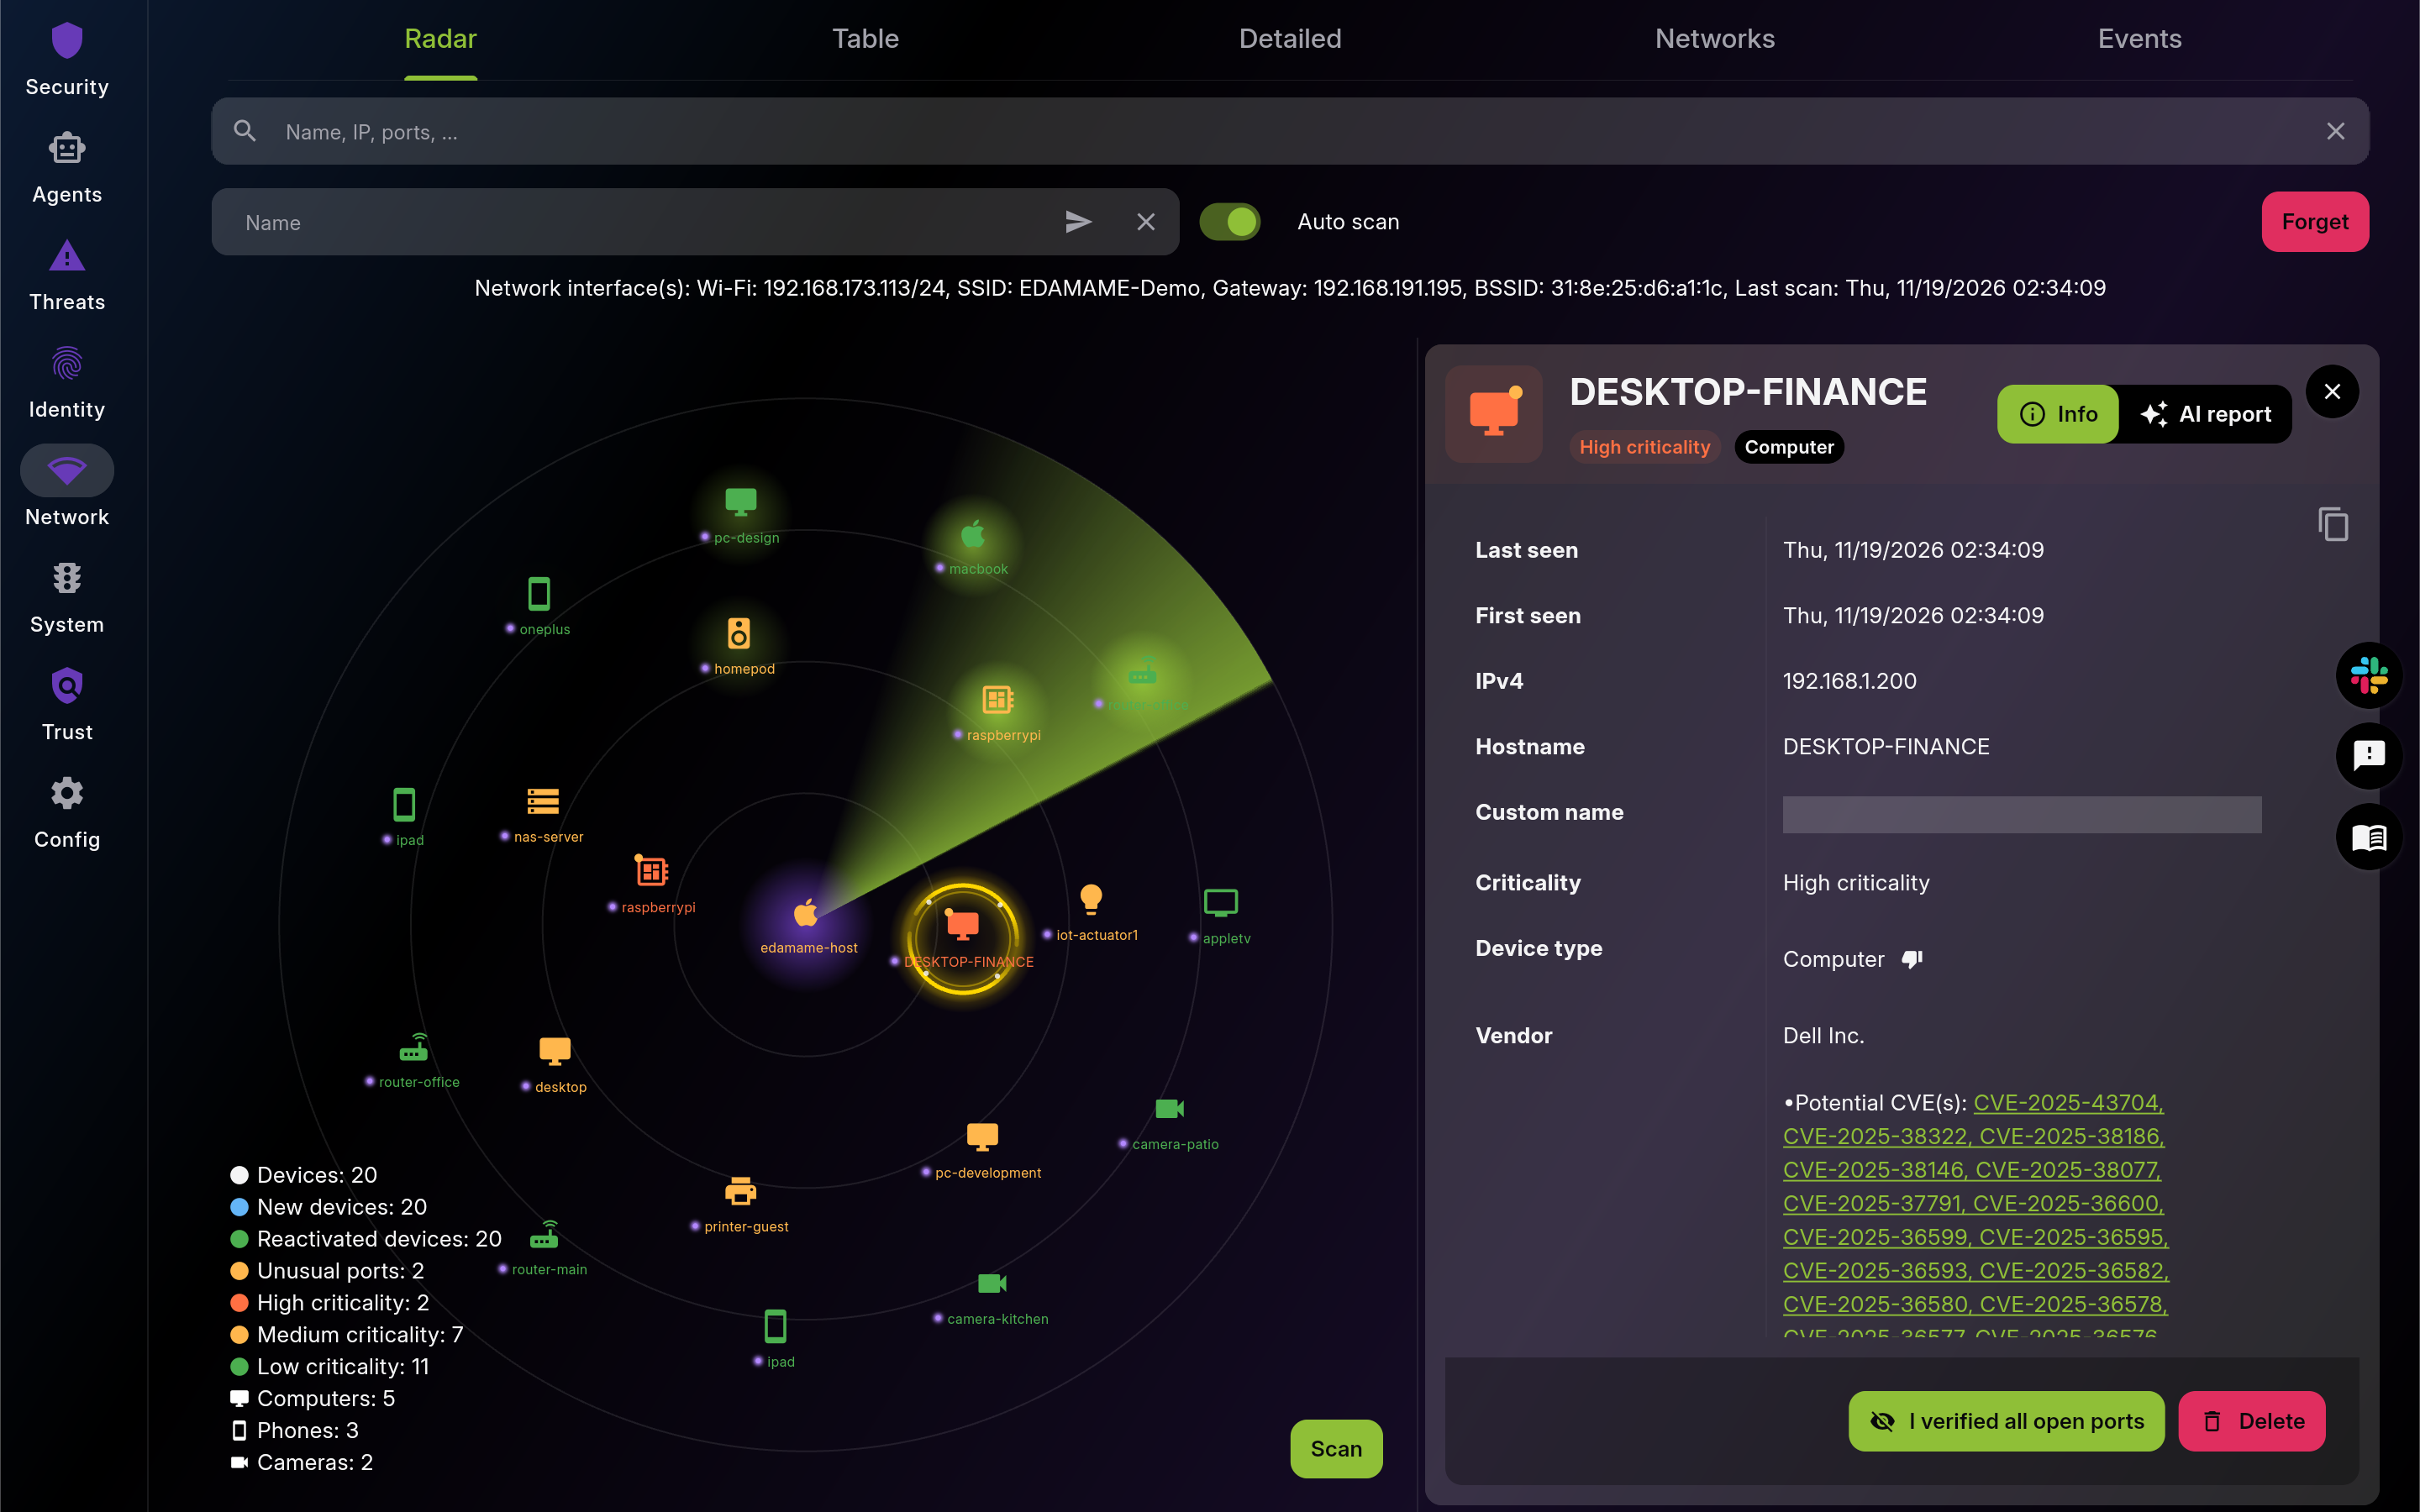 Security
Agents
Threats
Identity
Network
System
Trust
Config
Radar
Table
Detailed
Networks
Events
Name, IP, ports, ...
Name
Auto scan
Forget
Network interface(s): Wi-Fi: 192.168.173.113/24, SSID: EDAMAME-Demo, Gateway: 192.168.191.195, BSSID: 31:8e:25:d6:a1:1c, Last scan: Thu, 11/19/2026 02:34:09
pc-design
macbook
oneplus
homepod
router-office
raspberrypi
ipad
nas-server
raspberrypi
edamame-host
DESKTOP-FINANCE
iot-actuator1
appletv
router-office
desktop
camera-patio
pc-development
printer-guest
router-main
camera-kitchen
ipad
Devices: 20
New devices: 20
Reactivated devices: 20
Unusual ports: 2
High criticality: 2
Medium criticality: 7
Low criticality: 11
Computers: 5
Phones: 3
Cameras: 2
Scan
DESKTOP-FINANCE
High criticality
Computer
Info
AI report
Last seen
Thu, 11/19/2026 02:34:09
First seen
Thu, 11/19/2026 02:34:09
IPv4
192.168.1.200
Hostname
DESKTOP-FINANCE
Custom name
Criticality
High criticality
Device type
Computer
Vendor
Dell Inc.
•Potential CVE(s): CVE-2025-43704,
CVE-2025-38322, CVE-2025-38186,
CVE-2025-38146, CVE-2025-38077,
CVE-2025-37791, CVE-2025-36600,
CVE-2025-36599, CVE-2025-36595,
CVE-2025-36593, CVE-2025-36582,
CVE-2025-36580, CVE-2025-36578,
CVE-2025-36577, CVE-2025-36576,
I verified all open ports
Delete